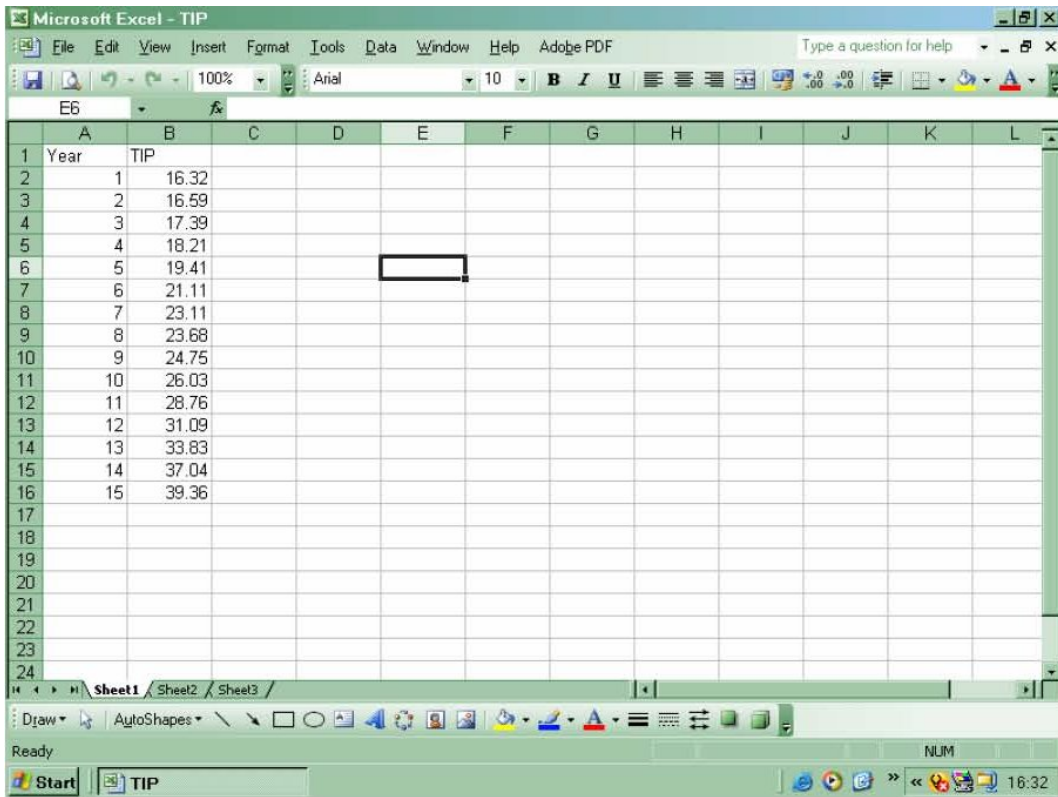 Microsoft Excel - TIP
File Edit View Insert Format Tools Data Window Help Adobe PDF Type a question for help
100% Arial 10 B I U
E6 fx
A B C D E F G H I J K L
1 Year TIP
2 1 16.32
3 2 16.59
4 3 17.39
5 4 18.21
6 5 19.41
7 6 21.11
8 7 23.11
9 8 23.68
10 9 24.75
11 10 26.03
12 11 28.76
13 12 31.09
14 13 33.83
15 14 37.04
16 15 39.36
17
18
19
20
21
22
23
24
Sheet1 Sheet2 Sheet3
Draw AutoShapes A A
Ready NUM
Start TIP 16:32